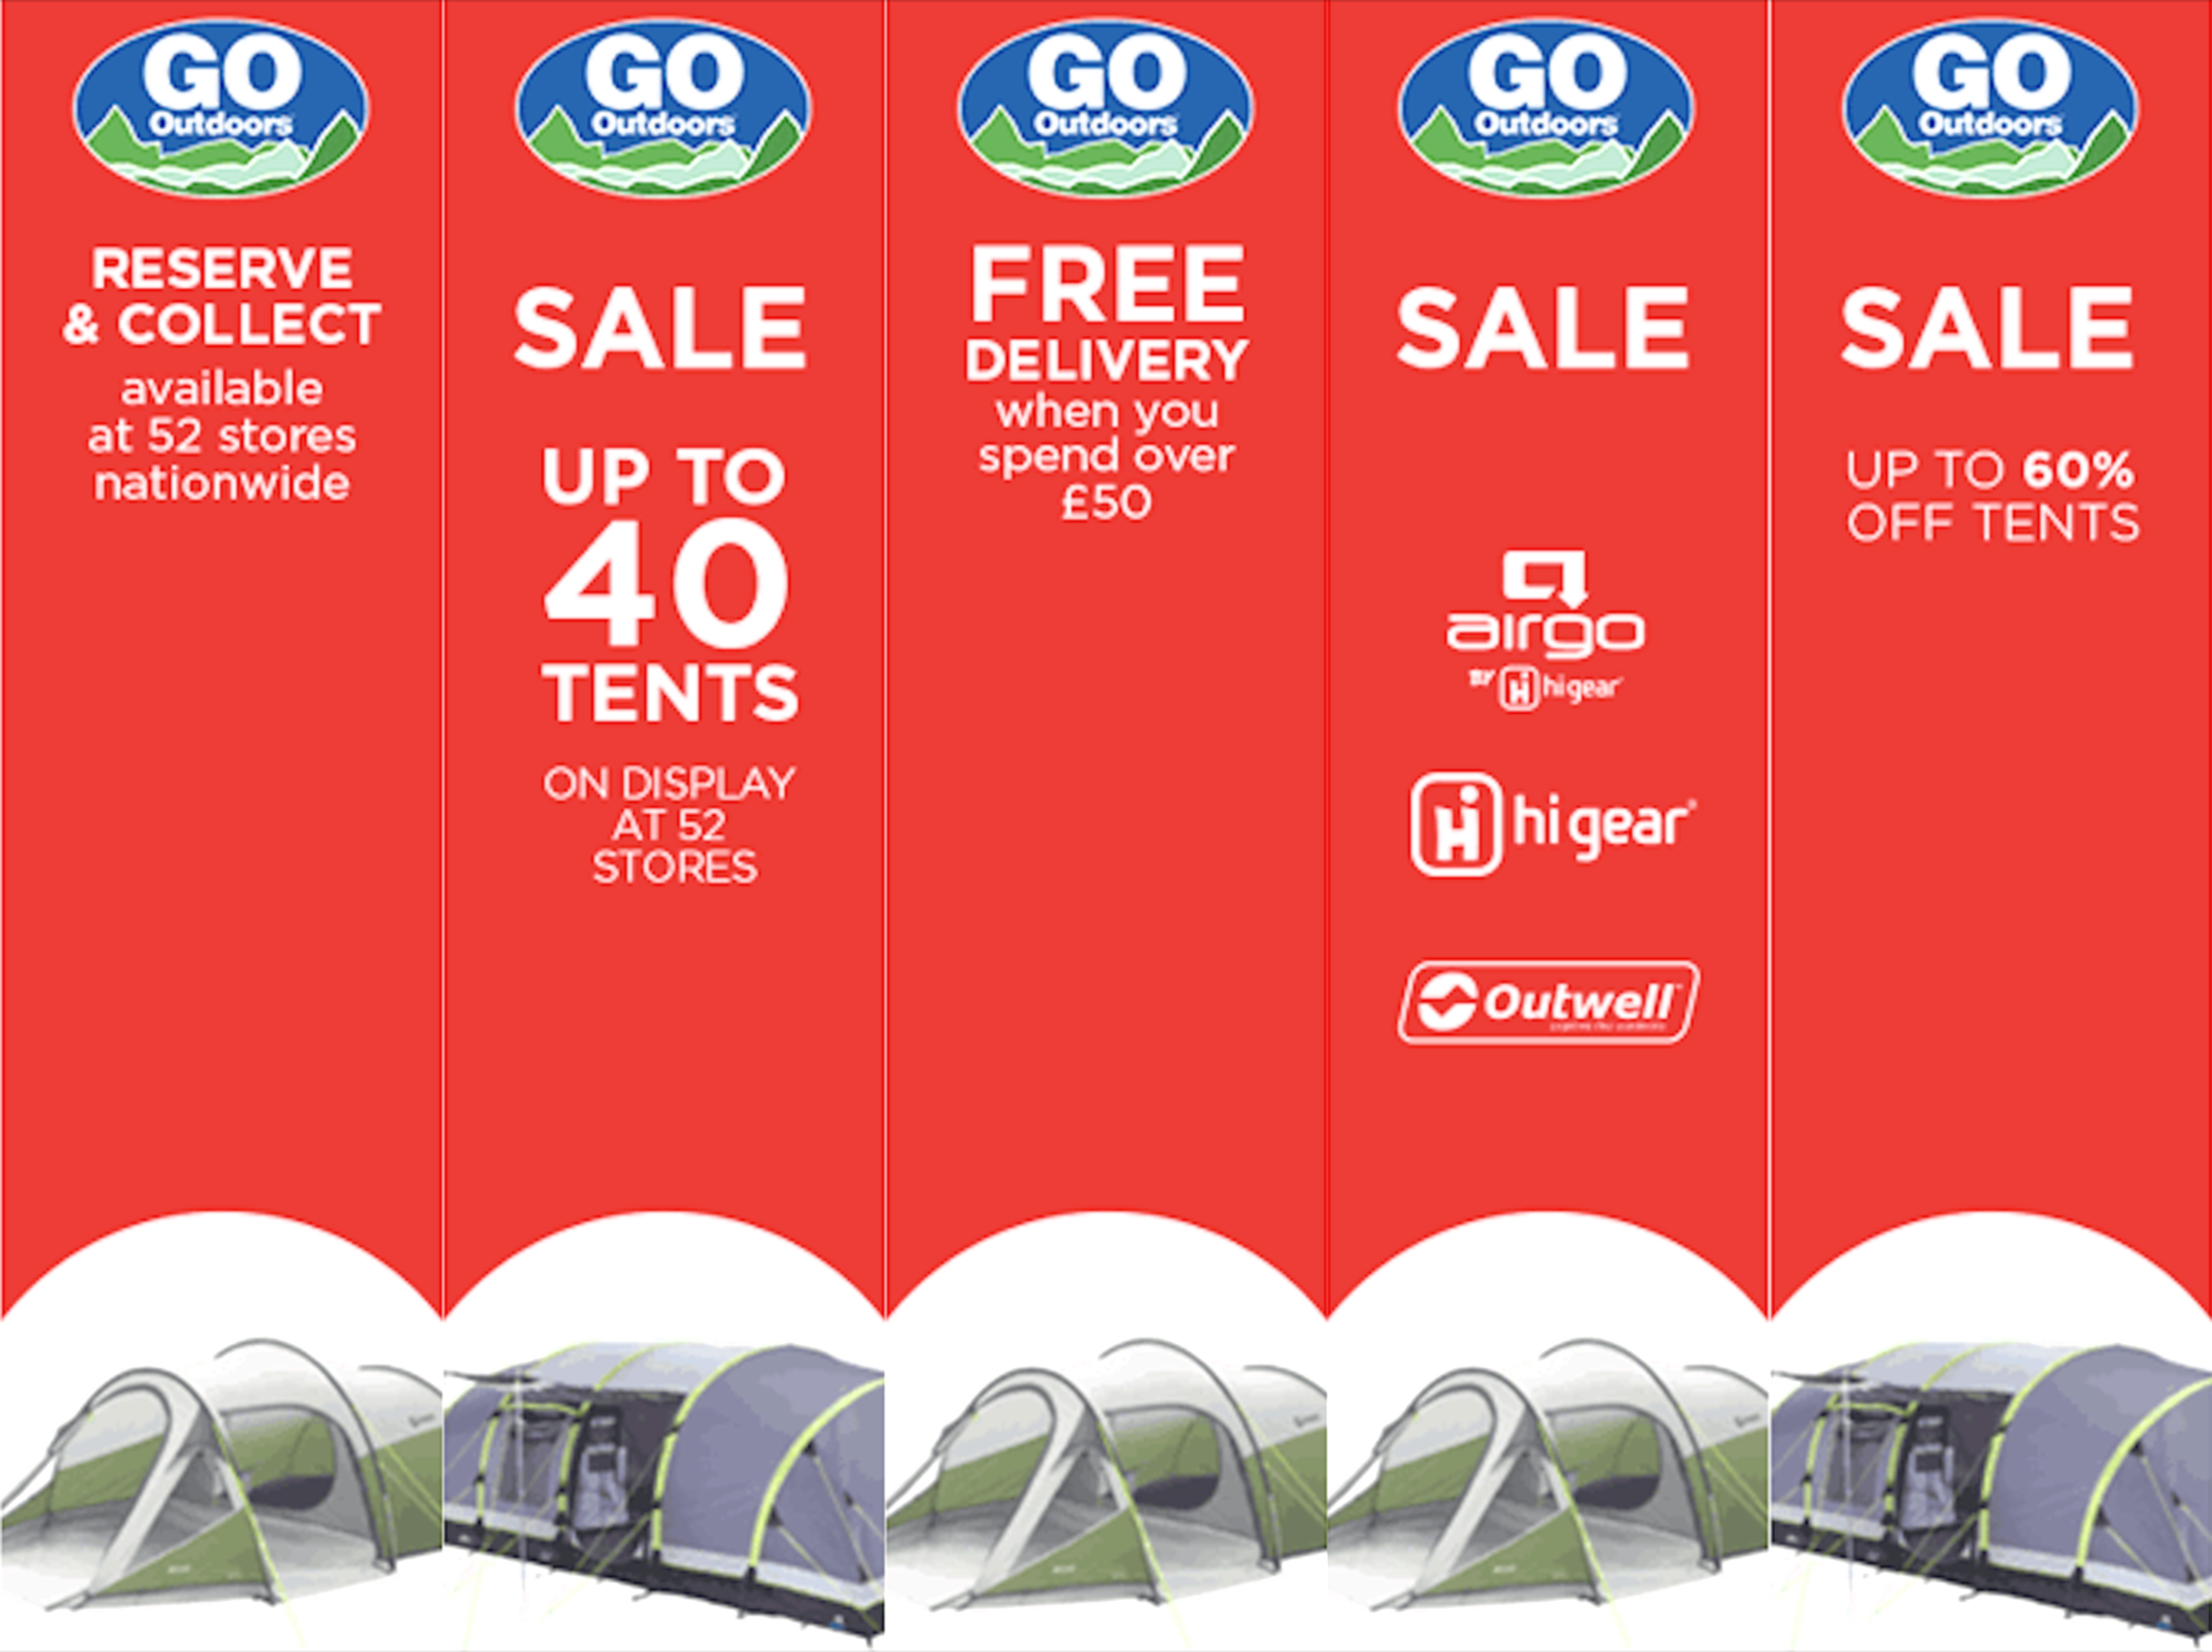 GO
Outdoors
RESERVE
& COLLECT
available
at 52 stores
nationwide
GO
Outdoors
SALE
UP TO
40
TENTS
ON DISPLAY
AT 52
STORES
GO
Outdoors
FREE
DELIVERY
when you
spend over
£50
GO
Outdoors
SALE
airgo
BY Hi hi gear
Hi hi gear®
Outwell
GO
Outdoors
SALE
UP TO 60%
OFF TENTS